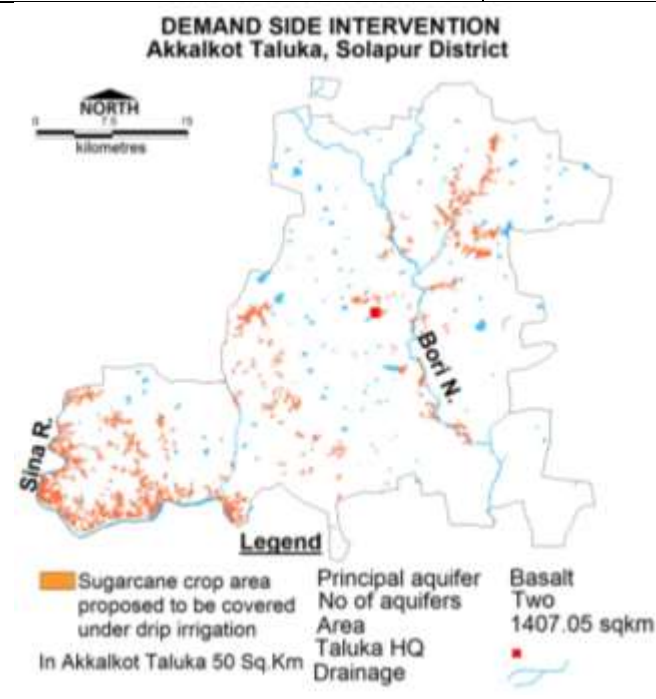 DEMAND SIDE INTERVENTION
Akkalkot Taluka, Solapur District
NORTH
0 7.5 15
kilometres
Bori N.
Sina R.
Legend
Sugarcane crop area
proposed to be covered
under drip irrigation
In Akkalkot Taluka 50 Sq.Km
Principal aquifer Basalt
No of aquifers Two
Area 1407.05 sqkm
Taluka HQ
Drainage